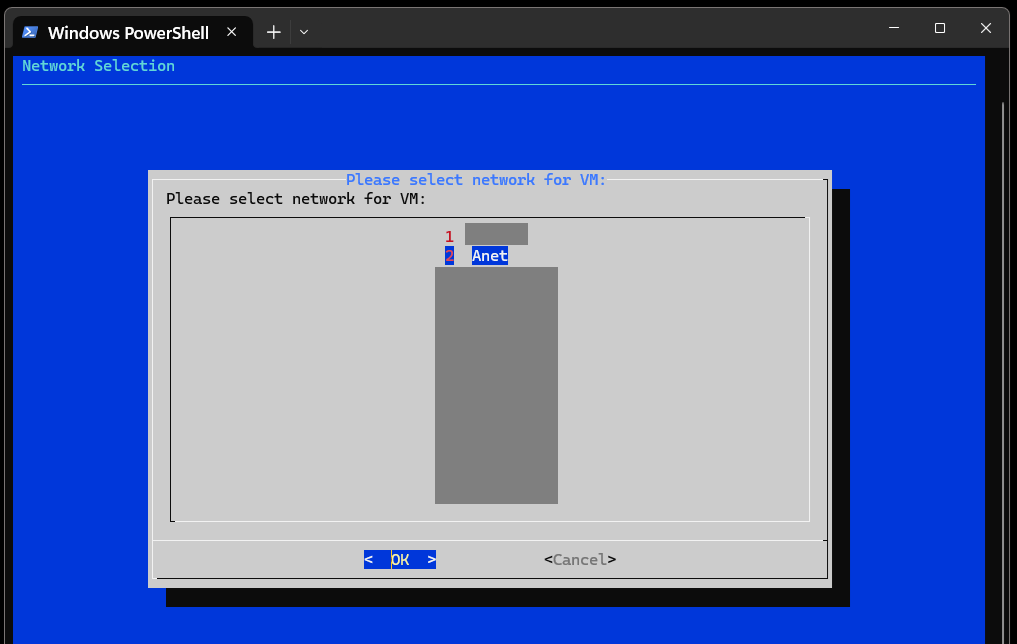 Windows PowerShell
Network Selection
Please select network for VM:
Please select network for VM:
1
2 Anet
< OK > <Cancel>